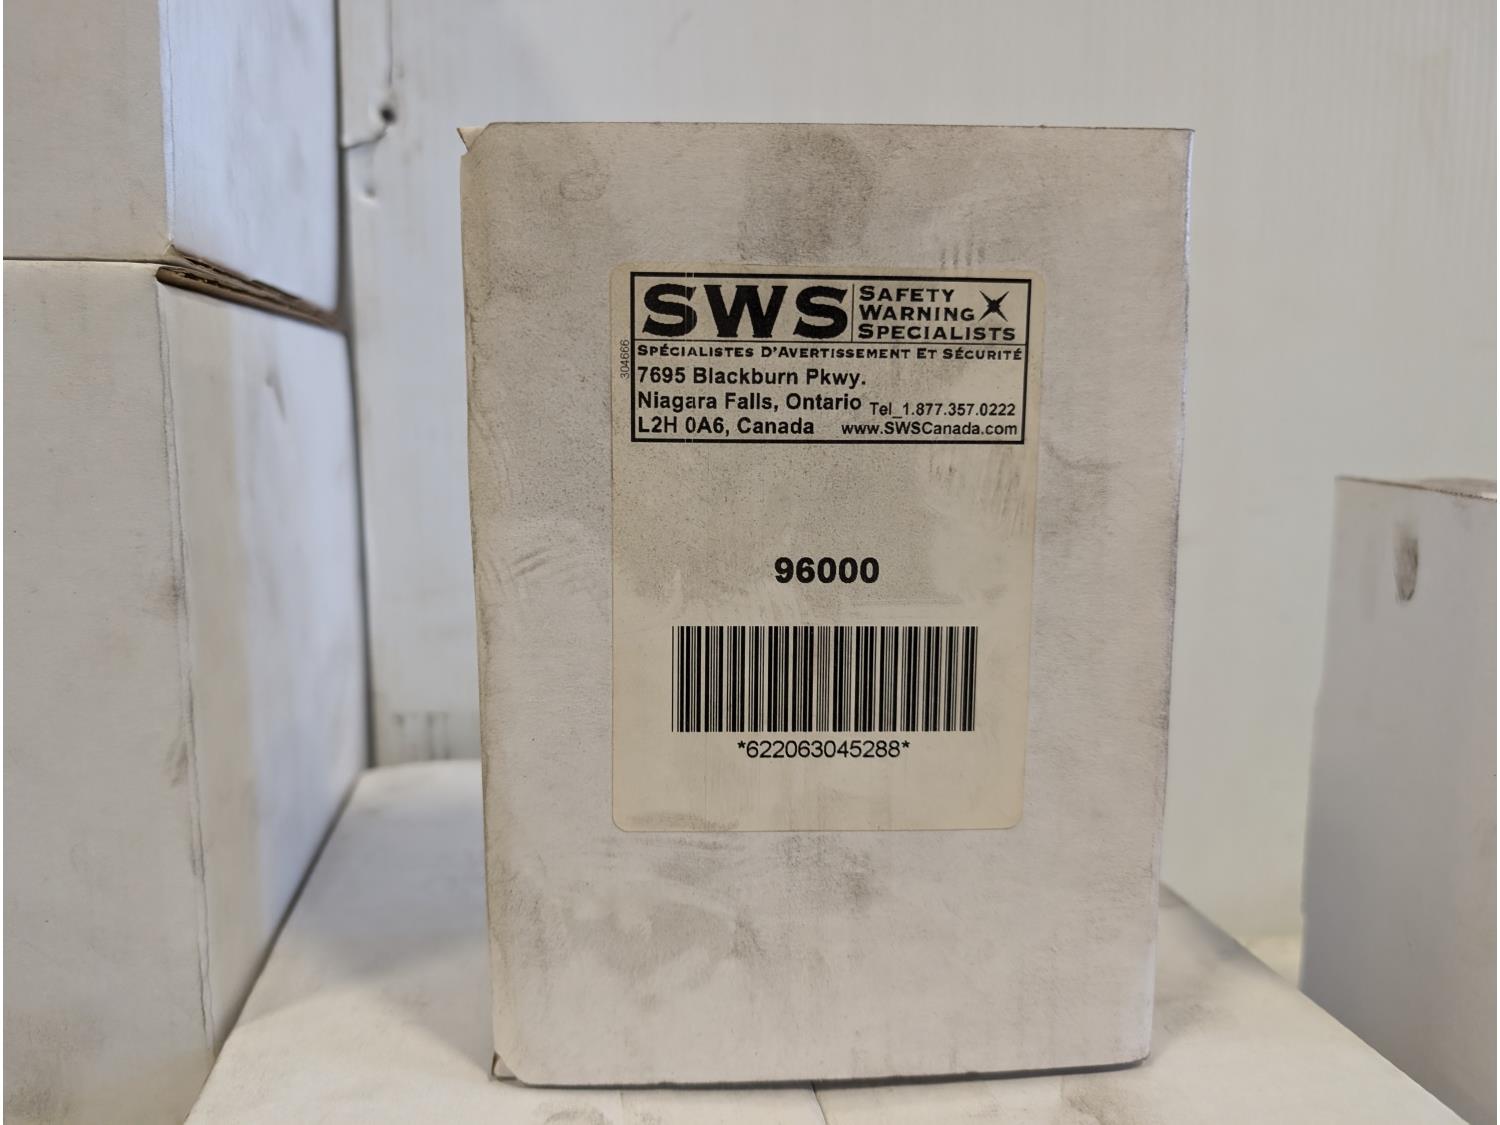 SWS
SAFETY
WARNING
SPECIALISTS
SPÉCIALISTES D'AVERTISSEMENT ET SÉCURITÉ
304666
7695 Blackburn Pkwy.
Niagara Falls, Ontario Tel_1.877.357.0222
L2H 0A6, Canada www.SWSCanada.com
96000
*622063045288*